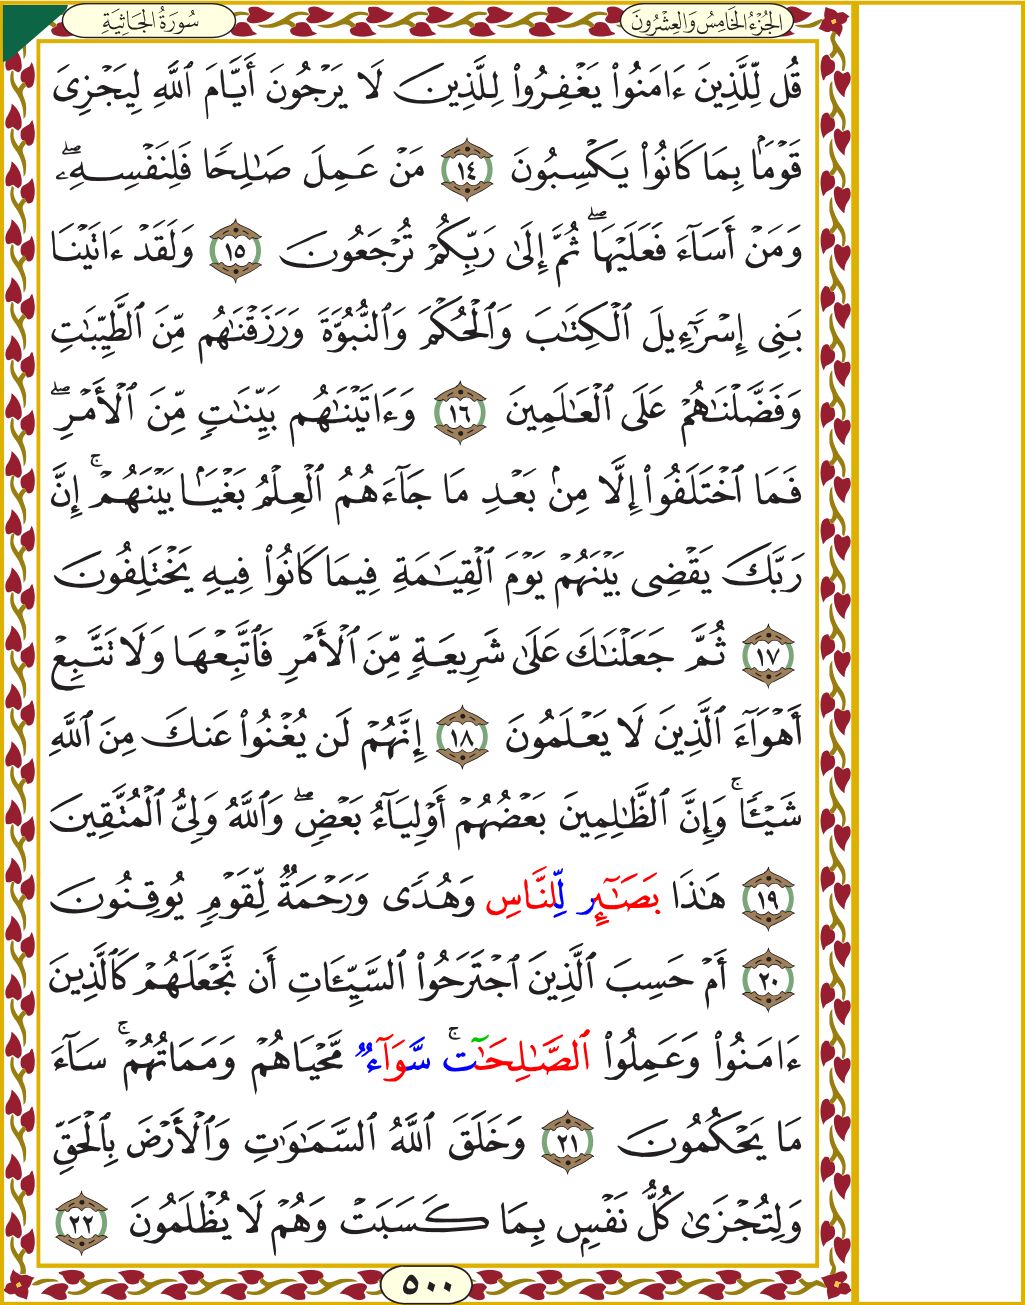 الجُزْءُ الخَامِسُ وَالعِشْرُونَ
سُورَةُ الجَاثِيَةِ
قُل لِّلَّذِينَ ءَامَنُوا۟ يَغْفِرُوا۟ لِلَّذِينَ لَا يَرْجُونَ أَيَّامَ ٱللَّهِ لِيَجْزِىَ
قَوْمًۢا بِمَا كَانُوا۟ يَكْسِبُونَ ١٤ مَنْ عَمِلَ صَـٰلِحًا فَلِنَفْسِهِۦۖ
وَمَنْ أَسَآءَ فَعَلَيْهَاۖ ثُمَّ إِلَىٰ رَبِّكُمْ تُرْجَعُونَ ١٥ وَلَقَدْ ءَاتَيْنَا
بَنِىٓ إِسْرَٰٓءِيلَ ٱلْكِتَـٰبَ وَٱلْحُكْمَ وَٱلنُّبُوَّةَ وَرَزَقْنَـٰهُم مِّنَ ٱلطَّيِّبَـٰتِ
وَفَضَّلْنَـٰهُمْ عَلَى ٱلْعَـٰلَمِينَ ١٦ وَءَاتَيْنَـٰهُم بَيِّنَـٰتٍ مِّنَ ٱلْأَمْرِۖ
فَمَا ٱخْتَلَفُوٓا۟ إِلَّا مِنۢ بَعْدِ مَا جَآءَهُمُ ٱلْعِلْمُ بَغْيًۢا بَيْنَهُمْۚ إِنَّ
رَبَّكَ يَقْضِى بَيْنَهُمْ يَوْمَ ٱلْقِيَـٰمَةِ فِيمَا كَانُوا۟ فِيهِ يَخْتَلِفُونَ
١٧ ثُمَّ جَعَلْنَـٰكَ عَلَىٰ شَرِيعَةٍ مِّنَ ٱلْأَمْرِ فَٱتَّبِعْهَا وَلَا تَتَّبِعْ
أَهْوَآءَ ٱلَّذِينَ لَا يَعْلَمُونَ ١٨ إِنَّهُمْ لَن يُغْنُوا۟ عَنكَ مِنَ ٱللَّهِ
شَيْـًٔاۚ وَإِنَّ ٱلظَّـٰلِمِينَ بَعْضُهُمْ أَوْلِيَآءُ بَعْضٍۖ وَٱللَّهُ وَلِىُّ ٱلْمُتَّقِينَ
١٩ هَـٰذَا بَصَـٰٓئِرُ لِلنَّاسِ وَهُدًى وَرَحْمَةٌ لِّقَوْمٍ يُوقِنُونَ
٢٠ أَمْ حَسِبَ ٱلَّذِينَ ٱجْتَرَحُوا۟ ٱلسَّيِّـَٔاتِ أَن نَّجْعَلَهُمْ كَٱلَّذِينَ
ءَامَنُوا۟ وَعَمِلُوا۟ ٱلصَّـٰلِحَـٰتِۚ سَوَآءٌ مَّحْيَاهُمْ وَمَمَاتُهُمْۚ سَآءَ
مَا يَحْكُمُونَ ٢١ وَخَلَقَ ٱللَّهُ ٱلسَّمَـٰوَٰتِ وَٱلْأَرْضَ بِٱلْحَقِّ
وَلِتُجْزَىٰ كُلُّ نَفْسٍۭ بِمَا كَسَبَتْ وَهُمْ لَا يُظْلَمُونَ ٢٢
٥٠٠